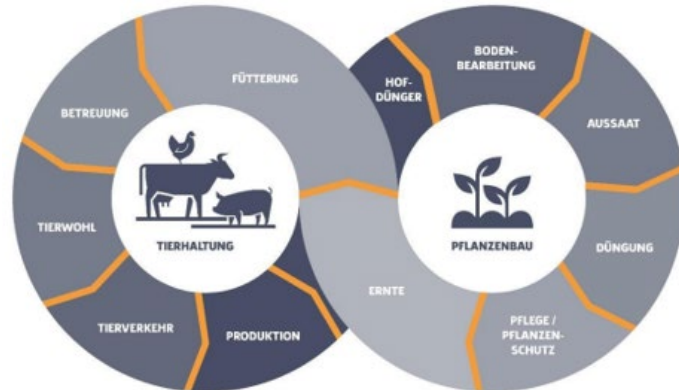 FÜTTERUNG
BETREUUNG
TIERWOHL
TIERVERKEHR
PRODUKTION
TIERHALTUNG
HOF-
DÜNGER
BODEN-
BEARBEITUNG
AUSSAAT
DÜNGUNG
PFLEGE /
PFLANZEN-
SCHUTZ
ERNTE
PFLANZENBAU